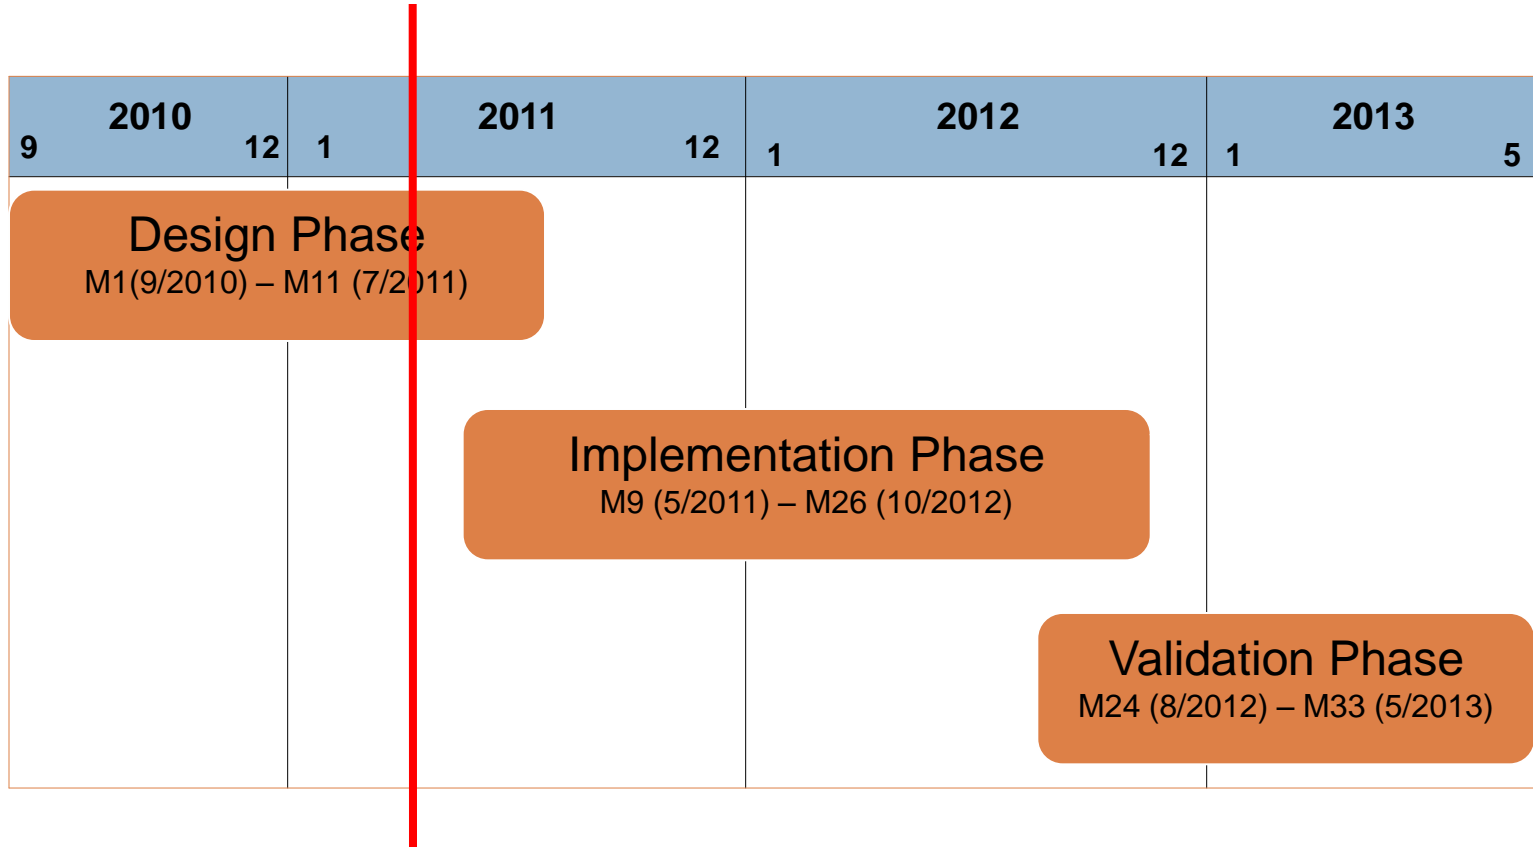 2010
2011
2012
2013
9 12 1 12 1 12 1 5
Design Phase
M1(9/2010) – M11 (7/2011)
Implementation Phase
M9 (5/2011) – M26 (10/2012)
Validation Phase
M24 (8/2012) – M33 (5/2013)